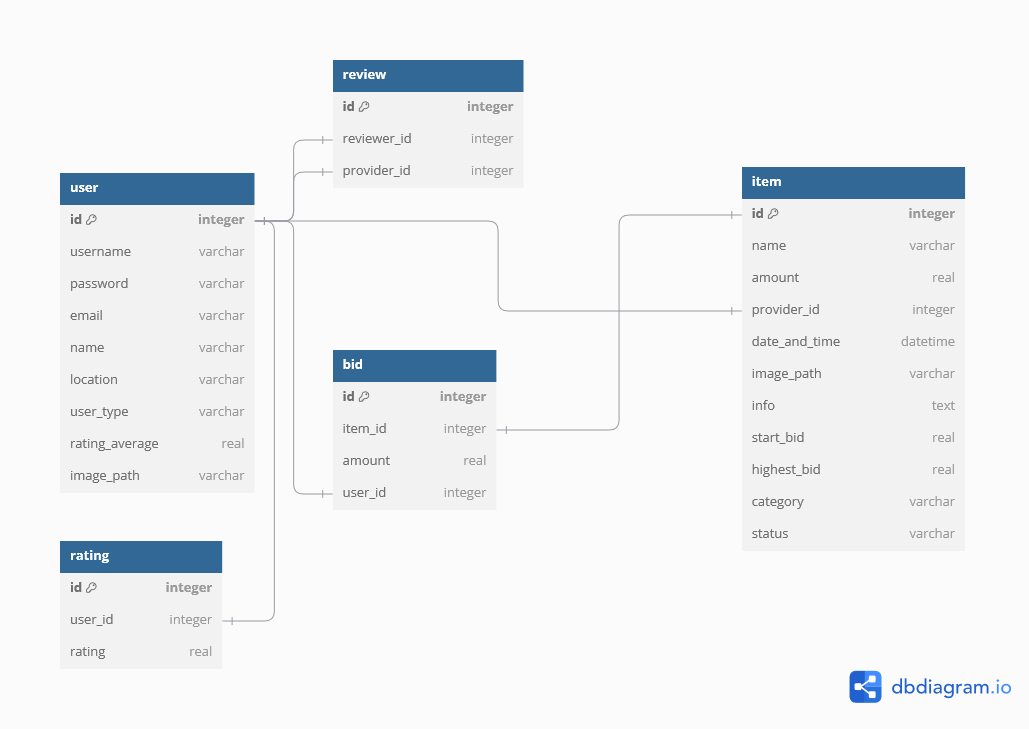 review
id integer
reviewer_id integer
provider_id integer
user
id integer
username varchar
password varchar
email varchar
name varchar
location varchar
user_type varchar
rating_average real
image_path varchar
item
id integer
name varchar
amount real
provider_id integer
date_and_time datetime
image_path varchar
info text
start_bid real
highest_bid real
category varchar
status varchar
bid
id integer
item_id integer
amount real
user_id integer
rating
id integer
user_id integer
rating real
dbdiagram.io